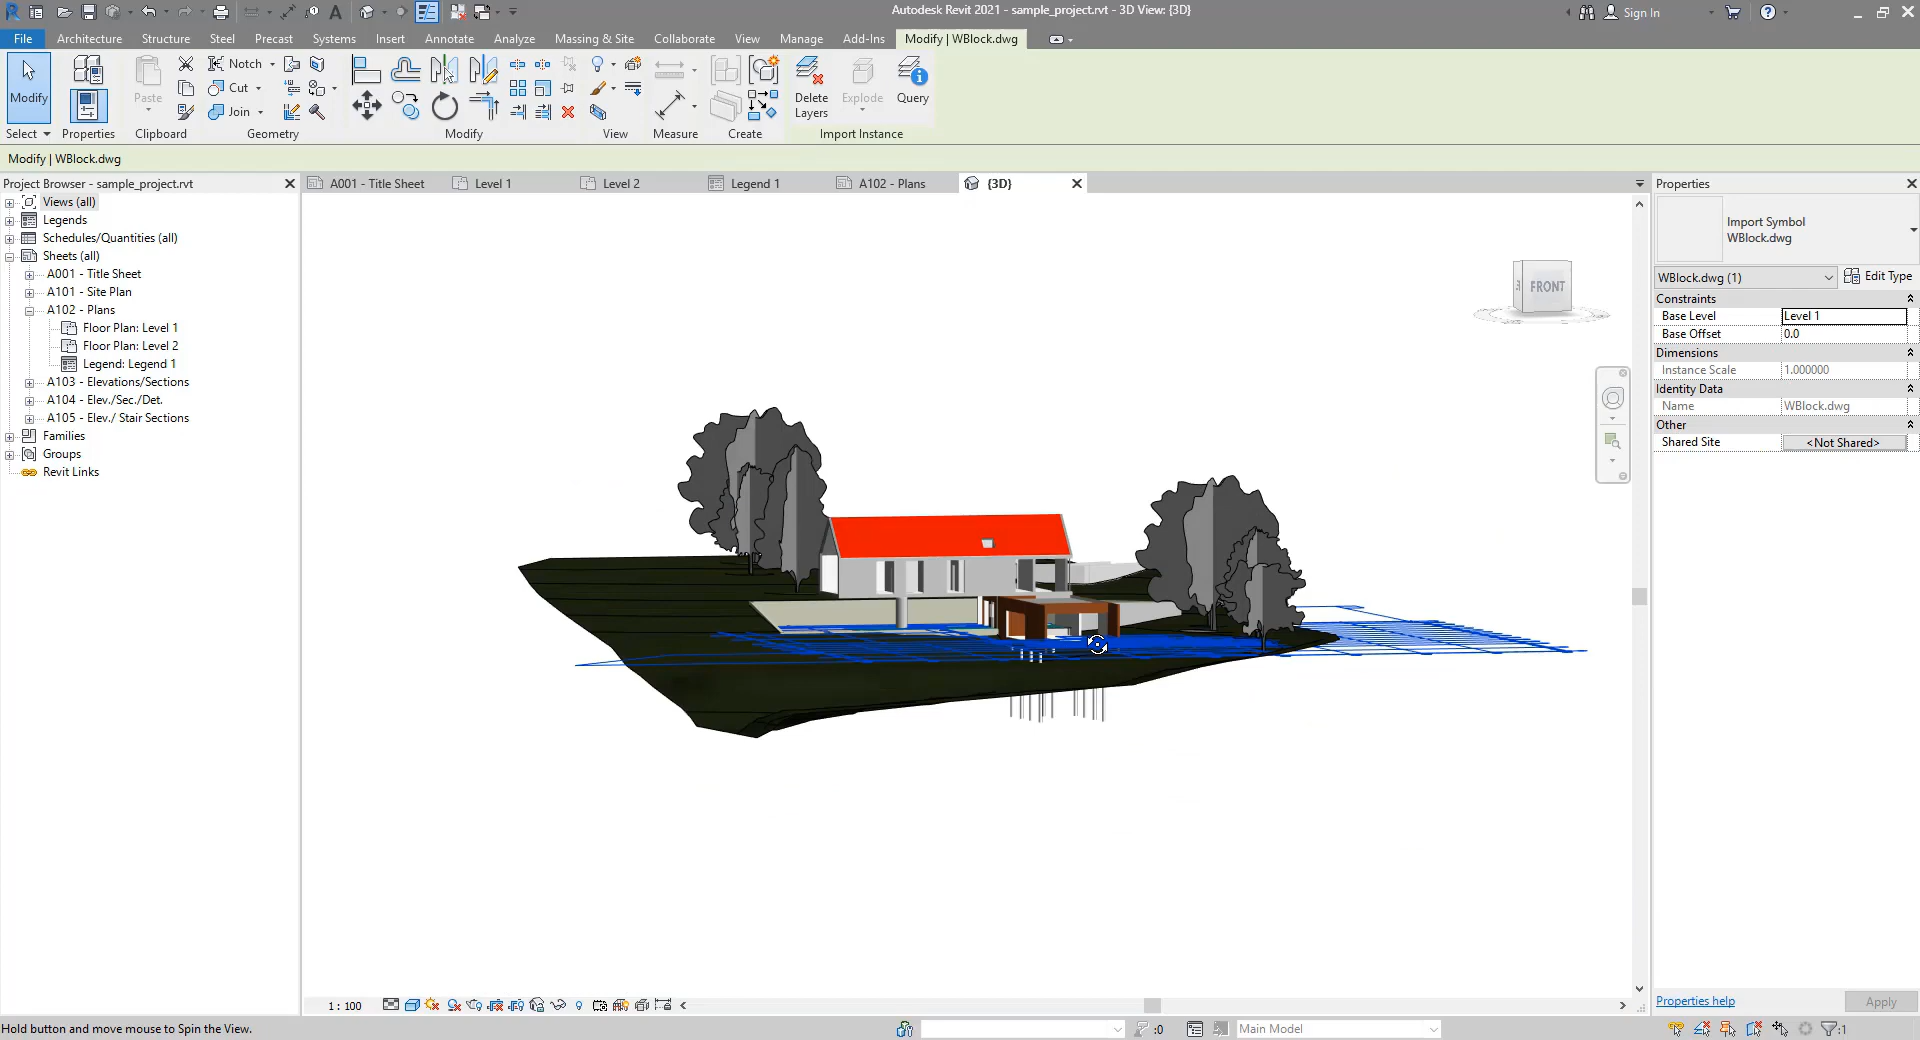 Autodesk Revit 2021 - sample_project.rvt - 3D View: {3D}
Sign In
File Architecture Structure Steel Precast Systems Insert Annotate Analyze Massing & Site Collaborate View Manage Add-Ins Modify | WBlock.dwg
Modify
Paste
Notch
Cut
Join
Delete Layers
Explode
Query
Select Properties Clipboard Geometry Modify View Measure Create Import Instance
Modify | WBlock.dwg
Project Browser - sample_project.rvt
Views (all)
Legends
Schedules/Quantities (all)
Sheets (all)
A001 - Title Sheet
A101 - Site Plan
A102 - Plans
Floor Plan: Level 1
Floor Plan: Level 2
Legend: Legend 1
A103 - Elevations/Sections
A104 - Elev./Sec./Det.
A105 - Elev./ Stair Sections
Families
Groups
Revit Links
A001 - Title Sheet Level 1 Level 2 Legend 1 A102 - Plans {3D}
FRONT
Properties
Import Symbol
WBlock.dwg
WBlock.dwg (1) Edit Type
Constraints
Base Level Level 1
Base Offset 0.0
Dimensions
Instance Scale 1.000000
Identity Data
Name WBlock.dwg
Other
Shared Site <Not Shared>
Properties help Apply
1 : 100
Hold button and move mouse to Spin the View.
:0
Main Model
:1